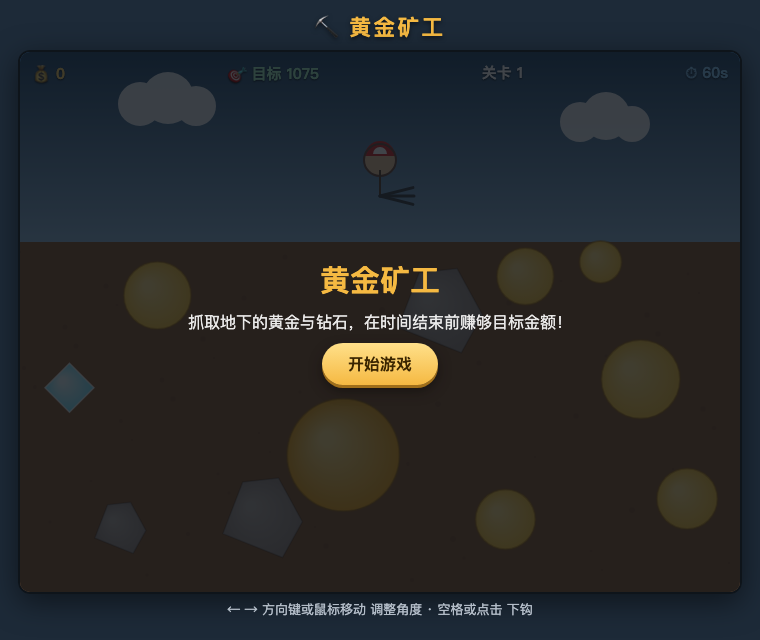 黄金矿工
0
目标 1075
关卡 1
60s
黄金矿工
抓取地下的黄金与钻石，在时间结束前赚够目标金额！
开始游戏
← → 方向键或鼠标移动 调整角度 · 空格或点击 下钩